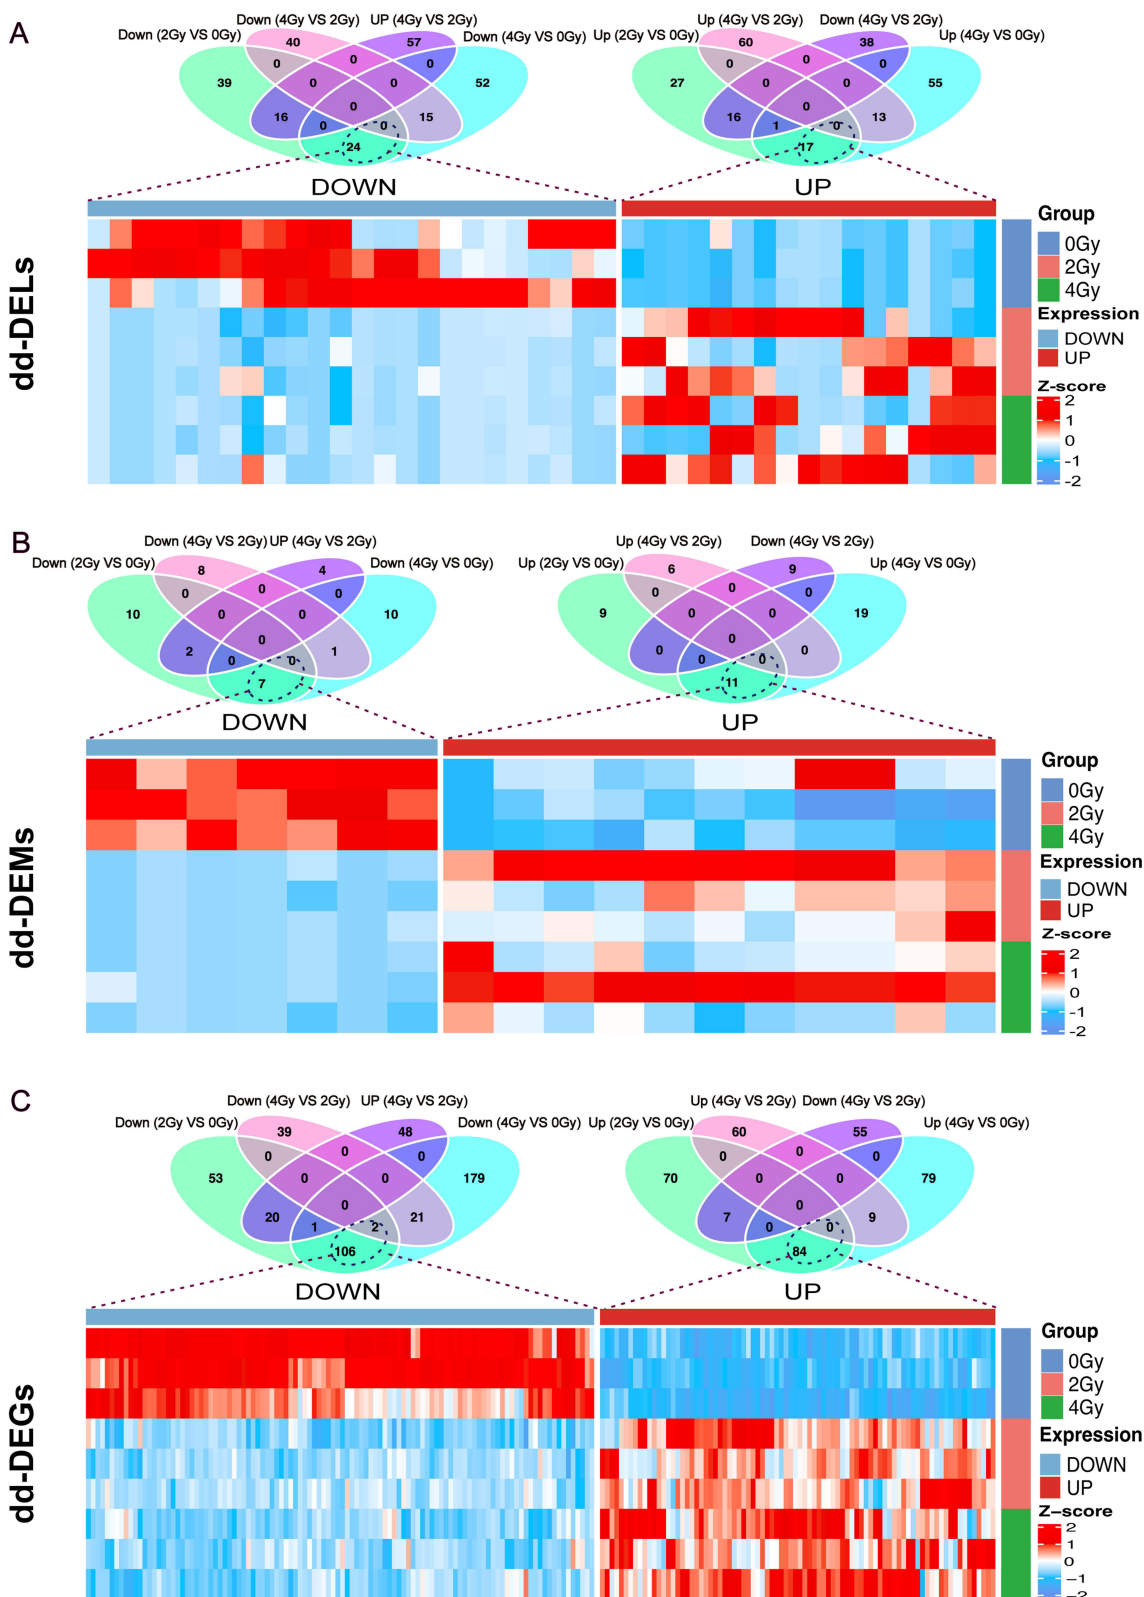 A
Down (4Gy VS 2Gy) UP (4Gy VS 2Gy)
Down (2Gy VS 0Gy) Down (4Gy VS 0Gy)
40 57
0 0 0
39 0 0 52
0
16 0 0 15
24
DOWN
Up (4Gy VS 2Gy) Down (4Gy VS 2Gy)
Up (2Gy VS 0Gy) Up (4Gy VS 0Gy)
60 38
0 0 0
27 0 0 55
0
16 1 0 13
17
UP
dd-DELs
Group
0Gy
2Gy
4Gy
Expression
DOWN
UP
Z-score
2
1
0
-1
-2
B
Down (4Gy VS 2Gy) UP (4Gy VS 2Gy)
Down (2Gy VS 0Gy) Down (4Gy VS 0Gy)
8 4
0 0 0
10 0 0 10
0
2 0 0 1
7
DOWN
Up (4Gy VS 2Gy) Down (4Gy VS 2Gy)
Up (2Gy VS 0Gy) Up (4Gy VS 0Gy)
6 9
0 0 0
9 0 0 19
0
0 0 0 0
11
UP
dd-DEMs
Group
0Gy
2Gy
4Gy
Expression
DOWN
UP
Z-score
2
1
0
-1
-2
C
Down (4Gy VS 2Gy) UP (4Gy VS 2Gy)
Down (2Gy VS 0Gy) Down (4Gy VS 0Gy)
39 48
0 0 0
53 0 0 179
0
20 1 2 21
106
DOWN
Up (4Gy VS 2Gy) Down (4Gy VS 2Gy)
Up (2Gy VS 0Gy) Up (4Gy VS 0Gy)
60 55
0 0 0
70 0 0 79
0
7 0 0 9
84
UP
dd-DEGs
Group
0Gy
2Gy
4Gy
Expression
DOWN
UP
Z−score
2
1
0
−1
−2